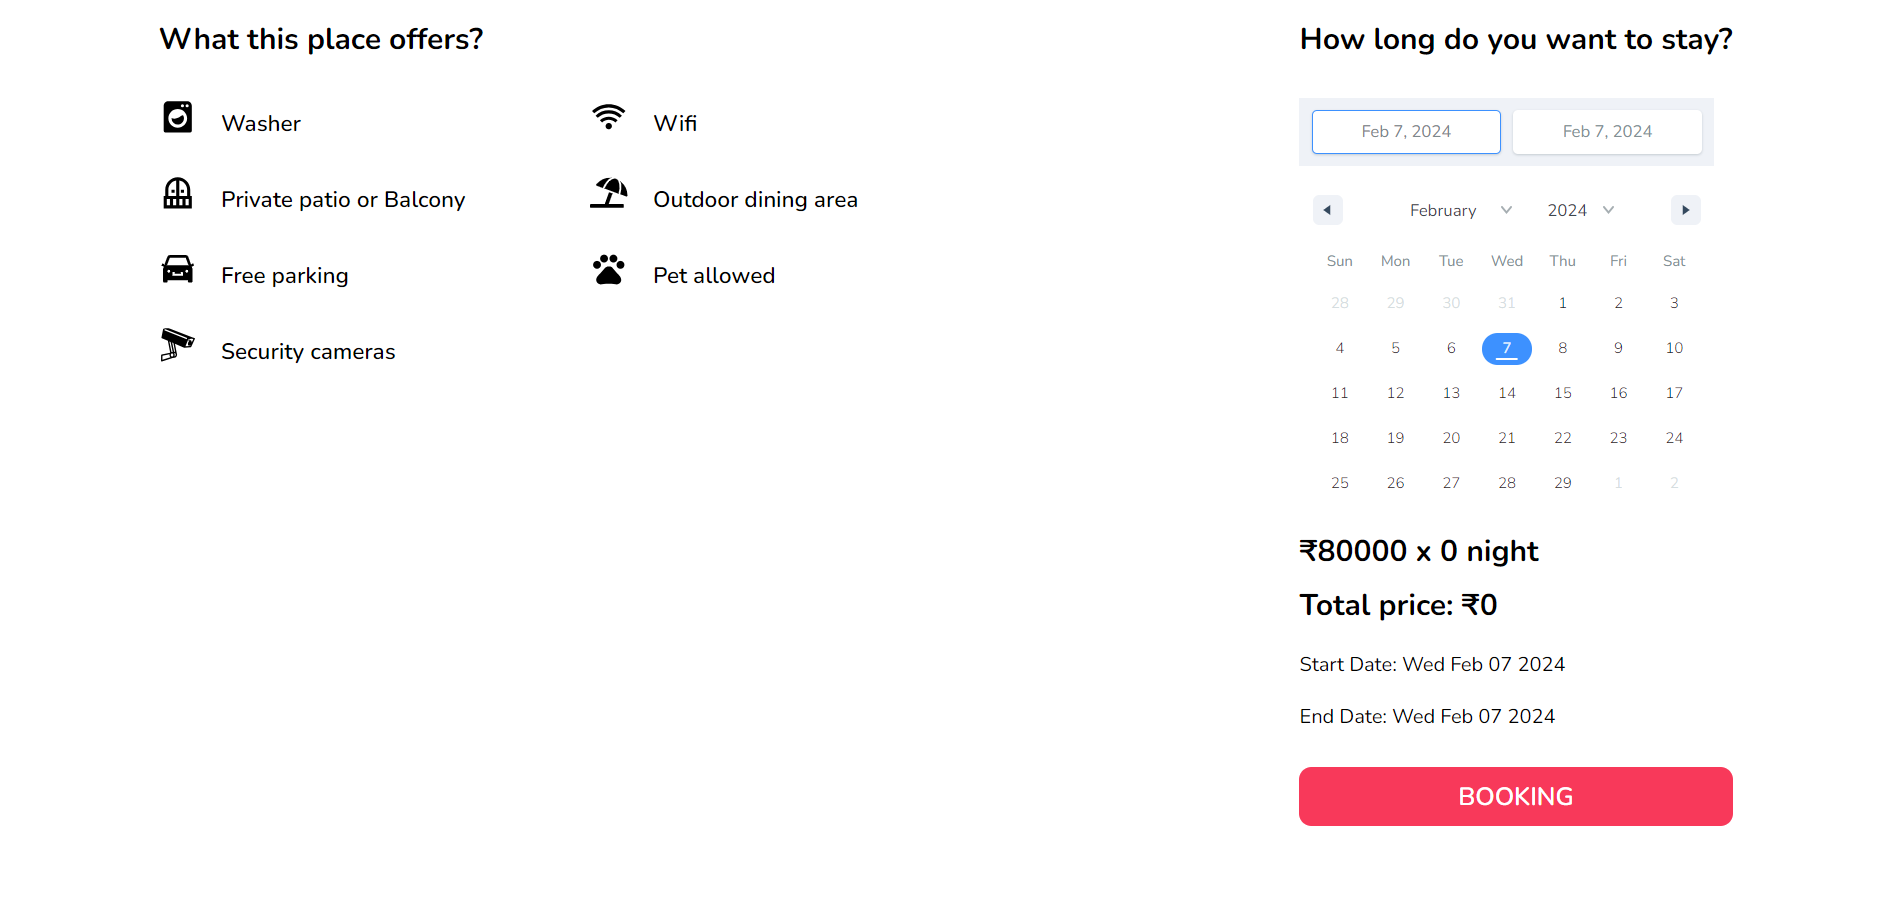 What this place offers?
Washer
Wifi
Private patio or Balcony
Outdoor dining area
Free parking
Pet allowed
Security cameras
How long do you want to stay?
Feb 7, 2024 Feb 7, 2024
February 2024
Sun Mon Tue Wed Thu Fri Sat
28 29 30 31 1 2 3
4 5 6 7 8 9 10
11 12 13 14 15 16 17
18 19 20 21 22 23 24
25 26 27 28 29 1 2
₹80000 x 0 night
Total price: ₹0
Start Date: Wed Feb 07 2024
End Date: Wed Feb 07 2024
BOOKING